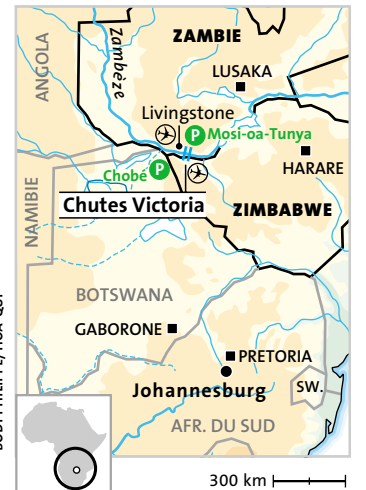 ZAMBIE
ANGOLA
Zambèze
LUSAKA
Livingstone
P Mosi-oa-Tunya
Chobé P
HARARE
Chutes Victoria
NAMIBIE
ZIMBABWE
BOTSWANA
GABORONE
PRETORIA
Johannesburg
SW.
AFR. DU SUD
300 km